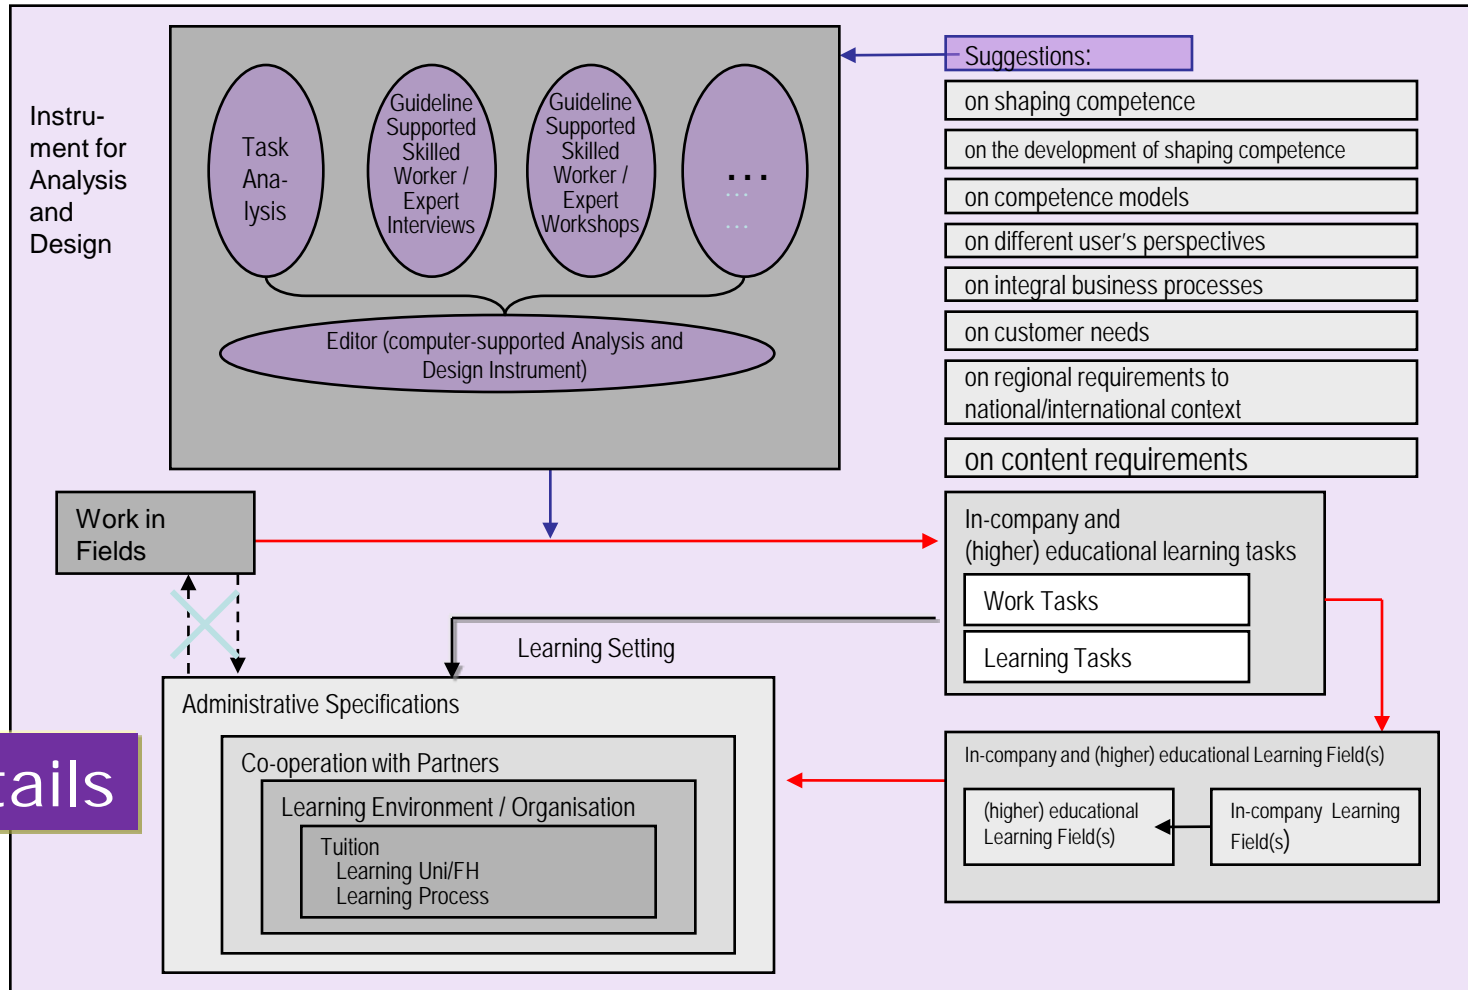 Instru-
ment for
Analysis
and
Design
Task
Ana-
lysis
Guideline
Supported
Skilled
Worker /
Expert
Interviews
Guideline
Supported
Skilled
Worker /
Expert
Workshops
...
...
...
Editor (computer-supported Analysis and
Design Instrument)
Suggestions:
on shaping competence
on the development of shaping competence
on competence models
on different user's perspectives
on integral business processes
on customer needs
on regional requirements to
national/international context
on content requirements
Work in
Fields
In-company and
(higher) educational learning tasks
Work Tasks
Learning Tasks
Learning Setting
Administrative Specifications
Co-operation with Partners
Learning Environment / Organisation
Tuition
Learning Uni/FH
Learning Process
tails
In-company and (higher) educational Learning Field(s)
(higher) educational
Learning Field(s)
In-company Learning
Field(s)